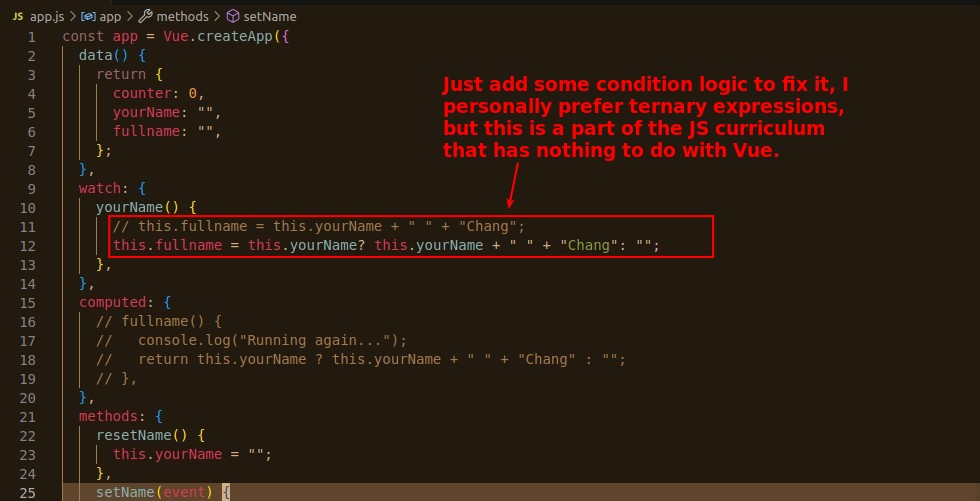 JS app.js > app > methods > setName
1 const app = Vue.createApp({
2 data() {
3 return {
4 counter: 0,
5 yourName: "",
6 fullname: "",
7 };
8 },
9 watch: {
10 yourName() {
11 // this.fullname = this.yourName + " " + "Chang";
12 this.fullname = this.yourName? this.yourName + " " + "Chang": "";
13 },
14 },
15 computed: {
16 // fullname() {
17 //   console.log("Running again...");
18 //   return this.yourName ? this.yourName + " " + "Chang" : "";
19 // },
20 },
21 methods: {
22 resetName() {
23 this.yourName = "";
24 },
25 setName(event) {
Just add some condition logic to fix it, I
personally prefer ternary expressions,
but this is a part of the JS curriculum
that has nothing to do with Vue.